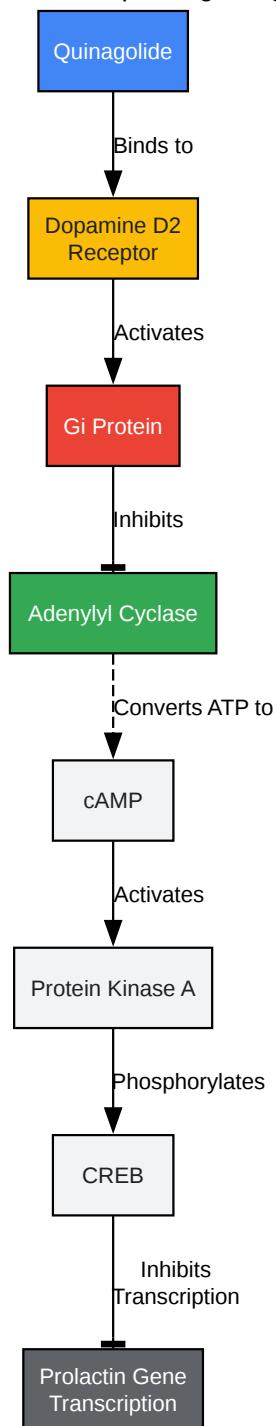 Quinagolide
Binds to
Dopamine D2
Receptor
Activates
Gi Protein
Inhibits
Adenylyl Cyclase
Converts ATP to
cAMP
Activates
Protein Kinase A
Phosphorylates
CREB
Inhibits
Transcription
Prolactin Gene
Transcription